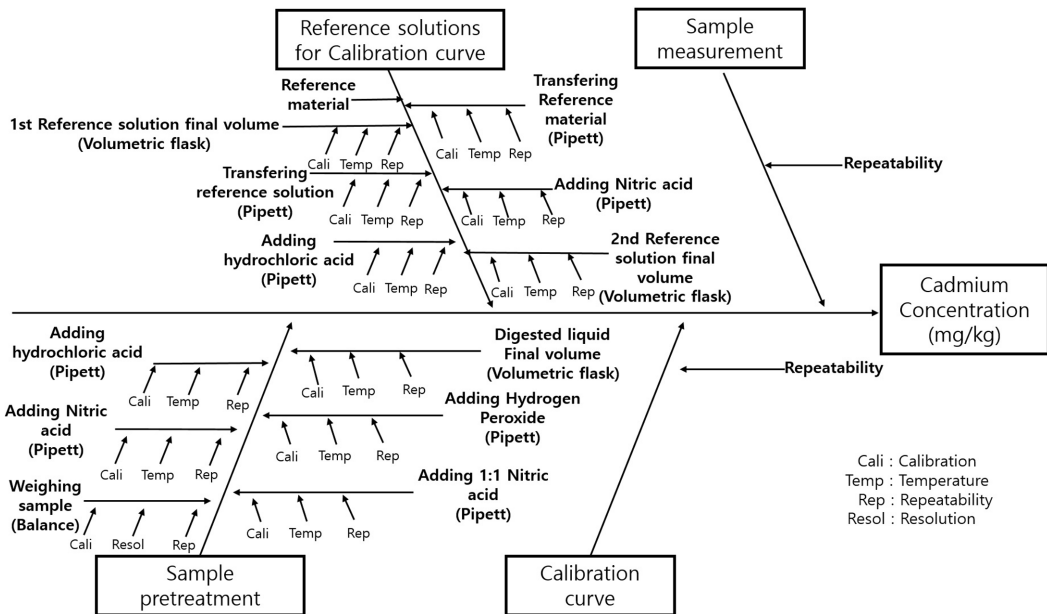 Reference solutions
for Calibration curve
Sample
measurement
Reference
material
Transfering
Reference
material
(Pipett)
1st Reference solution final volume
(Volumetric flask)
Cali Temp Rep
Cali Temp Rep
Repeatability
Transfering
reference solution
(Pipett)
Cali Temp Rep
Adding Nitric acid
(Pipett)
Cali Temp Rep
Adding
hydrochloric acid
(Pipett)
Cali Temp Rep
2nd Reference
solution final
volume
(Volumetric flask)
Cali Temp Rep
Cadmium
Concentration
(mg/kg)
Adding
hydrochloric acid
(Pipett)
Cali Temp Rep
Digested liquid
Final volume
(Volumetric flask)
Cali Temp Rep
Repeatability
Adding Nitric
acid
(Pipett)
Cali Temp Rep
Adding Hydrogen
Peroxide
(Pipett)
Cali Temp Rep
Weighing
sample
(Balance)
Cali Resol Rep
Adding 1:1 Nitric
acid
(Pipett)
Cali Temp Rep
Cali : Calibration
Temp : Temperature
Rep : Repeatability
Resol : Resolution
Sample
pretreatment
Calibration
curve